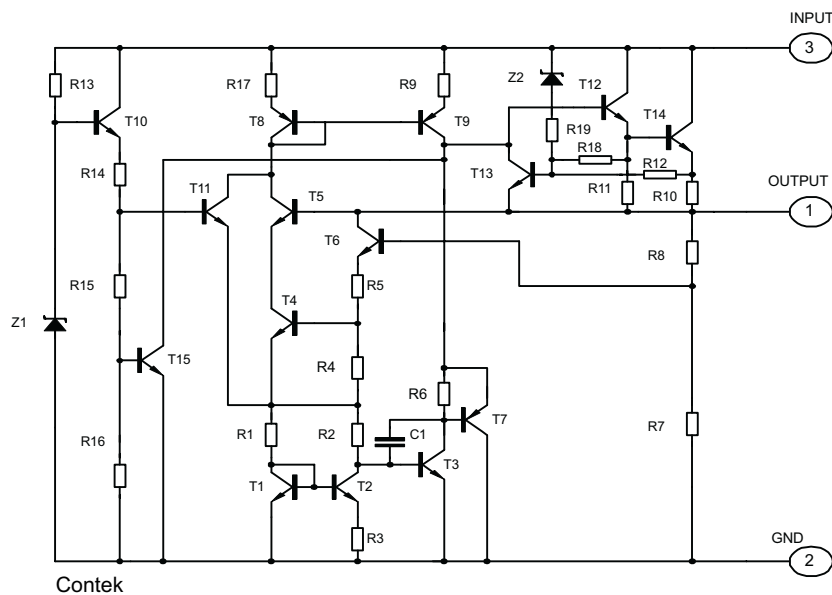 INPUT
3
R13
R17
R9
Z2
T12
T14
T10
T8
T9
R19
R18
R12
R14
T11
T13
R11
R10
OUTPUT
1
T5
T6
R8
R15
R5
Z1
T4
T15
R4
R6
T7
R7
R1
R2
C1
R16
T3
T1
T2
R3
GND
2
Contek